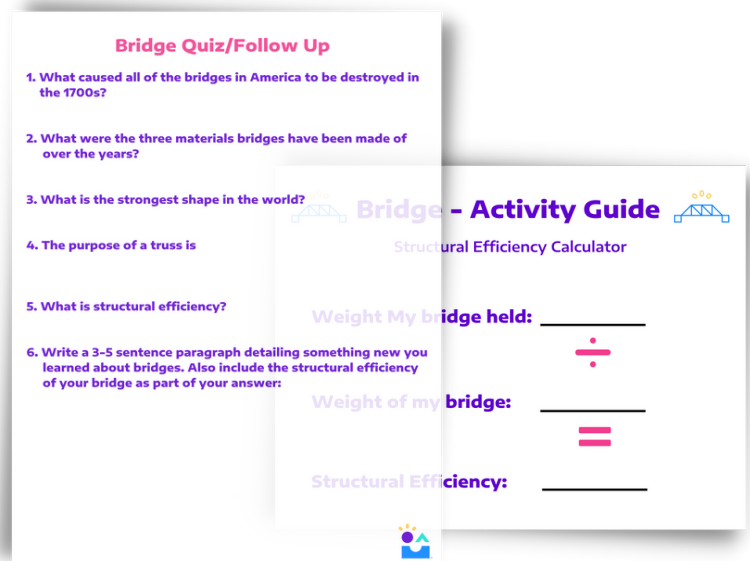 Bridge Quiz/Follow Up
1. What caused all of the bridges in America to be destroyed in
the 1700s?
2. What were the three materials bridges have been made of
over the years?
3. What is the strongest shape in the world?
4. The purpose of a truss is
5. What is structural efficiency?
6. Write a 3-5 sentence paragraph detailing something new you
learned about bridges. Also include the structural efficiency
of your bridge as part of your answer:
Bridge - Activity Guide
Structural Efficiency Calculator
Weight My bridge held:
÷
Weight of my bridge:
=
Structural Efficiency: